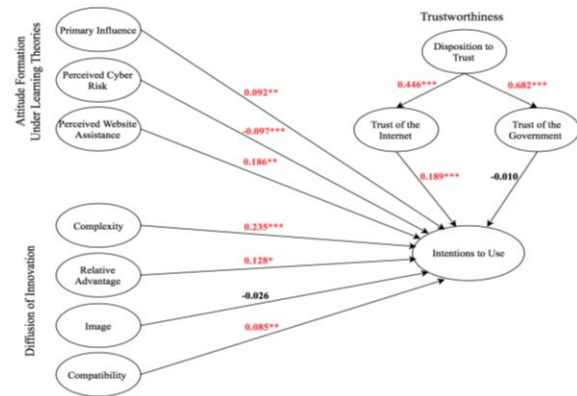 Trustworthiness
Attitude Formation
Under Learning Theories
Primary Influence
Perceived Cyber
Risk
Perceived Website
Assistance
Disposition to
Trust
0.446***
0.682***
Trust of the
Internet
Trust of the
Government
0.092**
-0.097***
0.186**
0.189***
-0.010
Diffusion of Innovation
Complexity
Relative
Advantage
Image
Compatibility
0.235***
0.128*
-0.026
0.085**
Intentions to Use